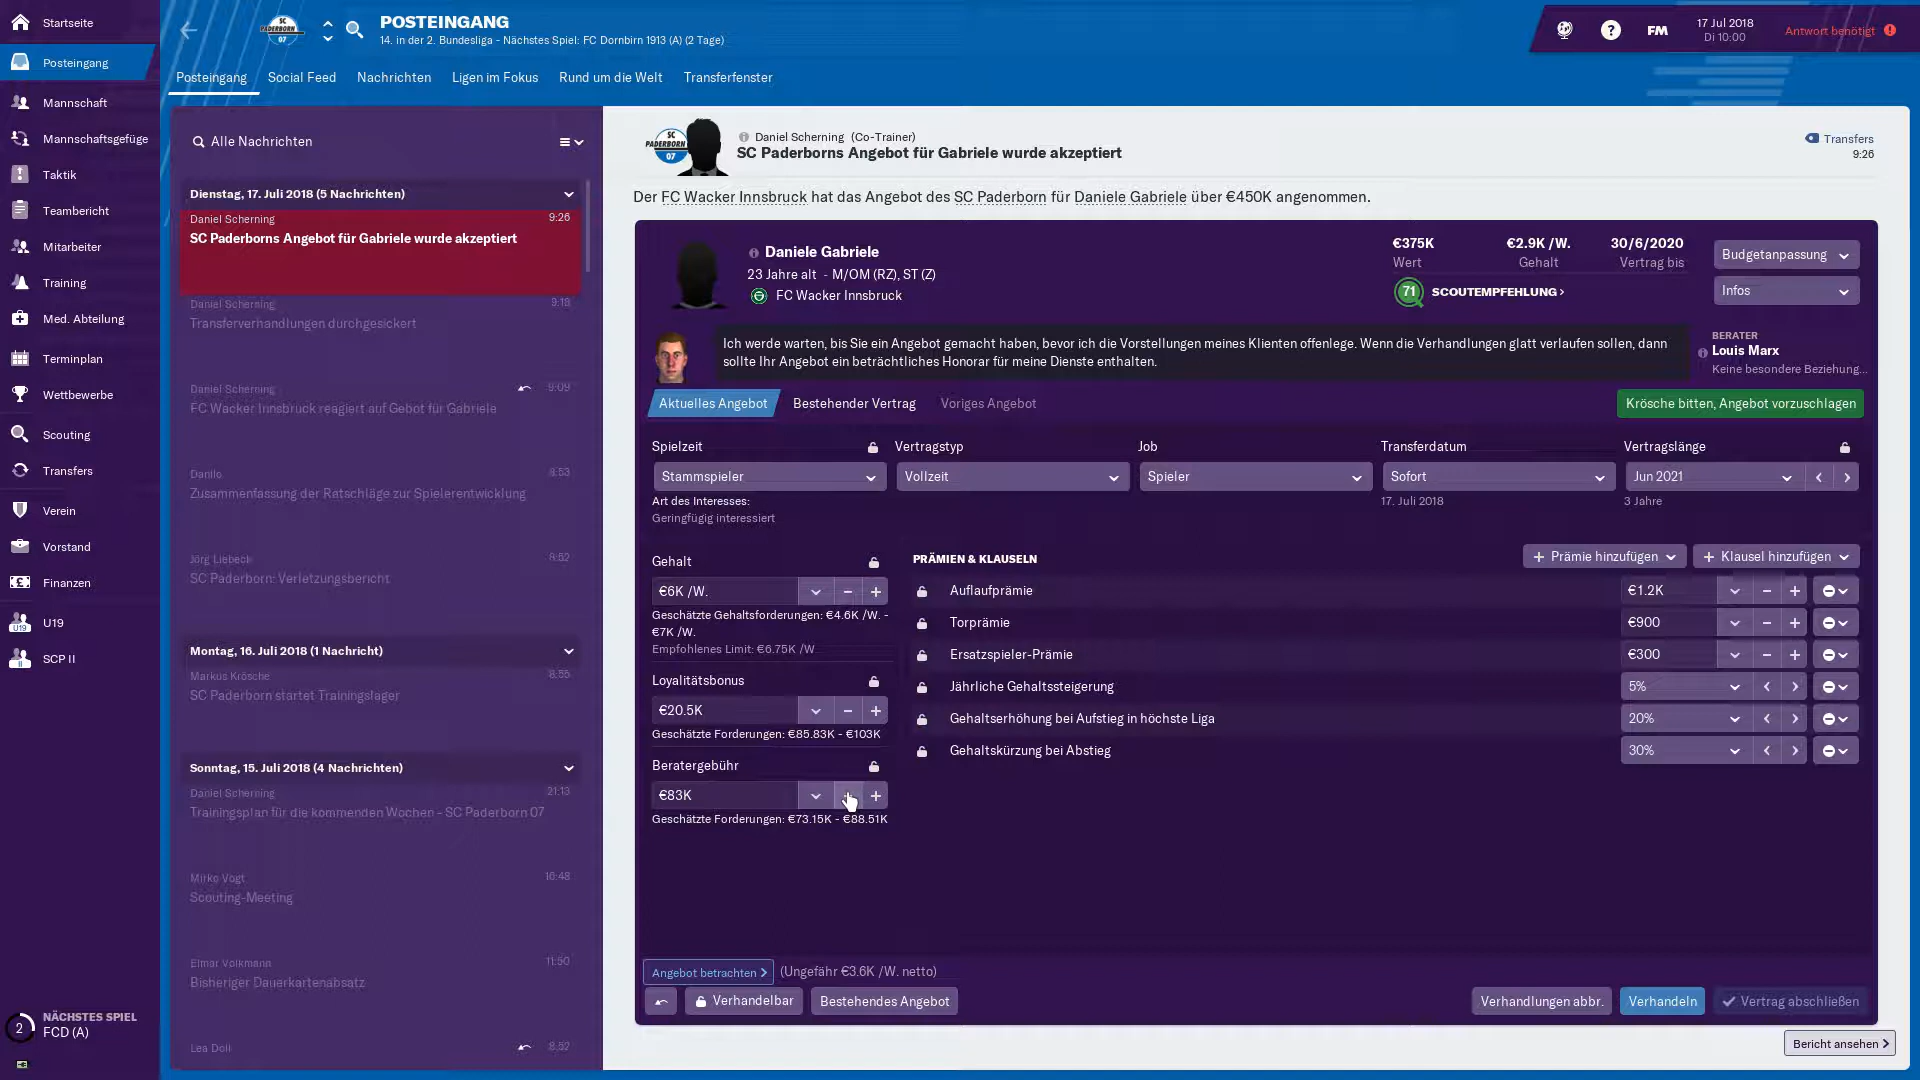 Startseite
Posteingang
Mannschaft
Mannschaftsgefüge
Taktik
Teambericht
Mitarbeiter
Training
Med. Abteilung
Terminplan
Wettbewerbe
Scouting
Transfers
Verein
Vorstand
Finanzen
U19
U19
SCP II
2
NÄCHSTES SPIEL
FCD (A)
SC
PADERBORN
07
POSTEINGANG
14. in der 2. Bundesliga - Nächstes Spiel: FC Dornbirn 1913 (A) (2 Tage)
FM
17 Jul 2018
Di 10:00
Antwort benötigt
Posteingang
Social Feed
Nachrichten
Ligen im Fokus
Rund um die Welt
Transferfenster
Alle Nachrichten
Dienstag, 17. Juli 2018 (5 Nachrichten)
Daniel Scherning 9:26
SC Paderborns Angebot für Gabriele wurde akzeptiert
Daniel Scherning 9:18
Transferverhandlungen durchgesickert
Daniel Scherning 9:09
FC Wacker Innsbruck reagiert auf Gebot für Gabriele
Danilo 8:53
Zusammenfassung der Ratschläge zur Spielerentwicklung
Jörg Liebeck 8:52
SC Paderborn: Verletzungsbericht
Montag, 16. Juli 2018 (1 Nachricht)
Markus Krösche 8:55
SC Paderborn startet Trainingslager
Sonntag, 15. Juli 2018 (4 Nachrichten)
Daniel Scherning 21:13
Trainingsplan für die kommenden Wochen - SC Paderborn 07
Mirko Vogt 16:48
Scouting-Meeting
Elmar Volkmann 11:50
Bisheriger Dauerkartenabsatz
Lea Doll 8:52
SC
PADERBORN
07
Daniel Scherning (Co-Trainer)
SC Paderborns Angebot für Gabriele wurde akzeptiert
Transfers
9:26
Der FC Wacker Innsbruck hat das Angebot des SC Paderborn für Daniele Gabriele über €450K angenommen.
Daniele Gabriele
23 Jahre alt - M/OM (RZ), ST (Z)
FC Wacker Innsbruck
€375K
Wert
€2.9K /W.
Gehalt
30/6/2020
Vertrag bis
71 SCOUTEMPFEHLUNG
Budgetanpassung
Infos
Ich werde warten, bis Sie ein Angebot gemacht haben, bevor ich die Vorstellungen meines Klienten offenlege. Wenn die Verhandlungen glatt verlaufen sollen, dann
sollte Ihr Angebot ein beträchtliches Honorar für meine Dienste enthalten.
BERATER
Louis Marx
Keine besondere Beziehung...
Aktuelles Angebot
Bestehender Vertrag
Voriges Angebot
Krösche bitten, Angebot vorzuschlagen
Spielzeit
Stammspieler
Art des Interesses:
Geringfügig interessiert
Vertragstyp
Vollzeit
Job
Spieler
Transferdatum
Sofort
17. Juli 2018
Vertragslänge
Jun 2021
3 Jahre
Gehalt
€6K /W.
Geschätzte Gehaltsforderungen: €4.6K /W. -
€7K /W.
Empfohlenes Limit: €6.75K /W
Loyalitätsbonus
€20.5K
Geschätzte Forderungen: €85.83K - €103K
Beratergebühr
€83K
Geschätzte Forderungen: €73.15K - €88.51K
PRÄMIEN & KLAUSELN
Prämie hinzufügen
Klausel hinzufügen
Auflaufprämie €1.2K
Torprämie €900
Ersatzspieler-Prämie €300
Jährliche Gehaltssteigerung 5%
Gehaltserhöhung bei Aufstieg in höchste Liga 20%
Gehaltskürzung bei Abstieg 30%
Angebot betrachten
(Ungefähr €3.6K /W. netto)
Verhandelbar
Bestehendes Angebot
Verhandlungen abbr.
Verhandeln
Vertrag abschließen
Bericht ansehen